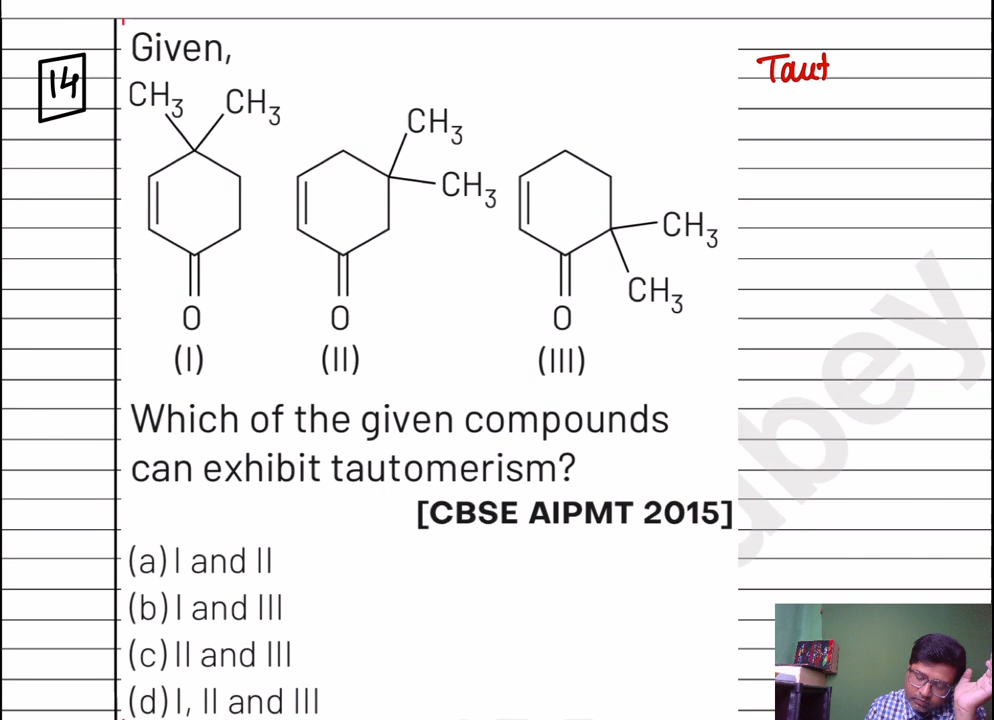 14
Given,
Taut
CH3 CH3
CH3
CH3
CH3
CH3
O O O
(I) (II) (III)
Which of the given compounds
can exhibit tautomerism?
[CBSE AIPMT 2015]
(a) I and II
(b) I and III
(c) II and III
(d) I, II and III